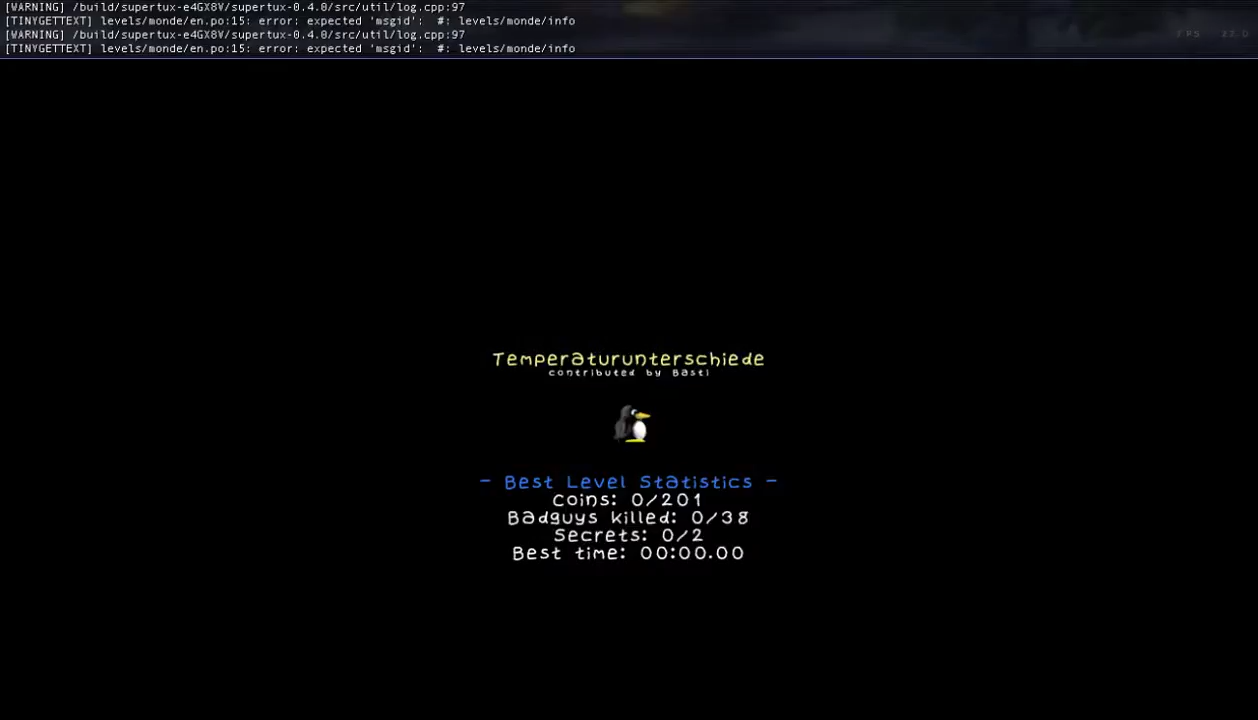 [WARNING] /build/supertux-e4GX8V/supertux-0.4.0/src/util/log.cpp:97
[TINYGETTEXT] levels/monde/en.po:15: error: expected 'msgid':  #: levels/monde/info
[WARNING] /build/supertux-e4GX8V/supertux-0.4.0/src/util/log.cpp:97
FPS 37.0
[TINYGETTEXT] levels/monde/en.po:15: error: expected 'msgid':  #: levels/monde/info
Temperaturunterschiede
contributed by Basti
- Best Level Statistics -
Coins: 0/201
Badguys killed: 0/38
Secrets: 0/2
Best time: 00:00.00